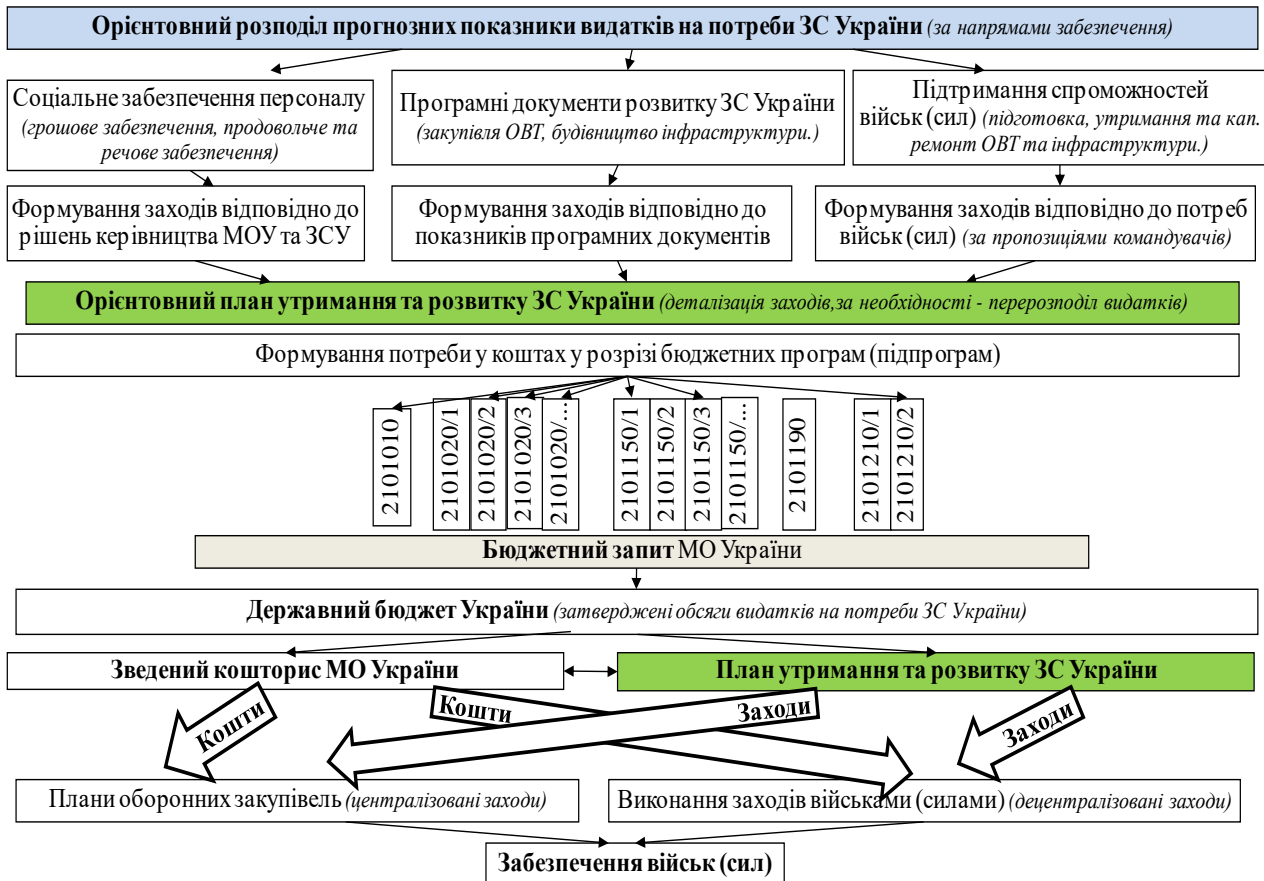 Орієнтовний розподіл прогнозних показники видатків на потреби ЗС України (за напрямами забезпечення)
Соціальне забезпечення персоналу
(грошове забезпечення, продовольче та
речове забезпечення)
Програмні документи розвитку ЗС України
(закупівля ОВТ, будівництво інфраструктури.)
Підтримання спроможностей
військ (сил) (підготовка, утримання та кап.
ремонт ОВТ та інфраструктури.)
Формування заходів відповідно до
рішень керівництва МОУ та ЗСУ
Формування заходів відповідно до
показників програмних документів
Формування заходів відповідно до потреб
військ (сил) (за пропозиціями командувачів)
Орієнтовний план утримання та розвитку ЗС України (деталізація заходів,за необхідності - перерозподіл видатків)
Формування потреби у коштах у розрізі бюджетних програм (підпрограм)
2101010
2101020/1
2101020/2
2101020/3
2101020/...
2101150/1
2101150/2
2101150/3
2101150/...
2101190
2101210/1
2101210/2
Бюджетний запит МО України
Державний бюджет України (затверджені обсяги видатків на потреби ЗС України)
Зведений кошторис МО України
План утримання та розвитку ЗС України
Кошти
Кошти
Заходи
Заходи
Плани оборонних закупівель (централізовані заходи)
Виконання заходів військами (силами) (децентралізовані заходи)
Забезпечення військ (сил)